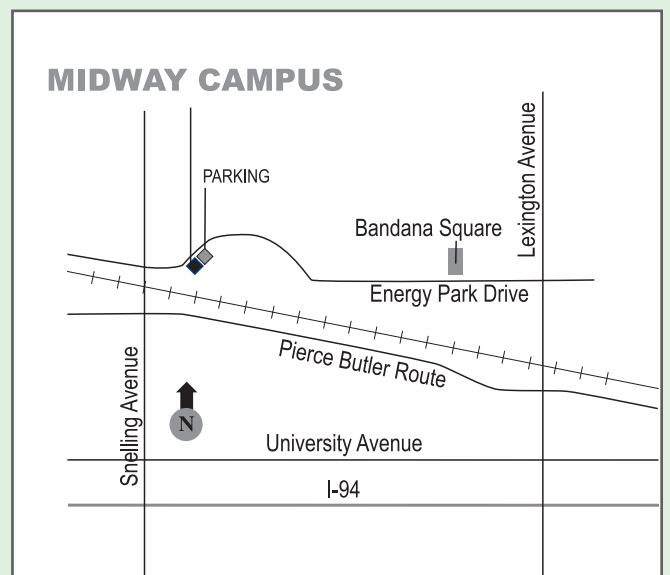 MIDWAY CAMPUS
Lexington Avenue
PARKING
Bandana Square
Energy Park Drive
Pierce Butler Route
Snelling Avenue
N
University Avenue
I-94